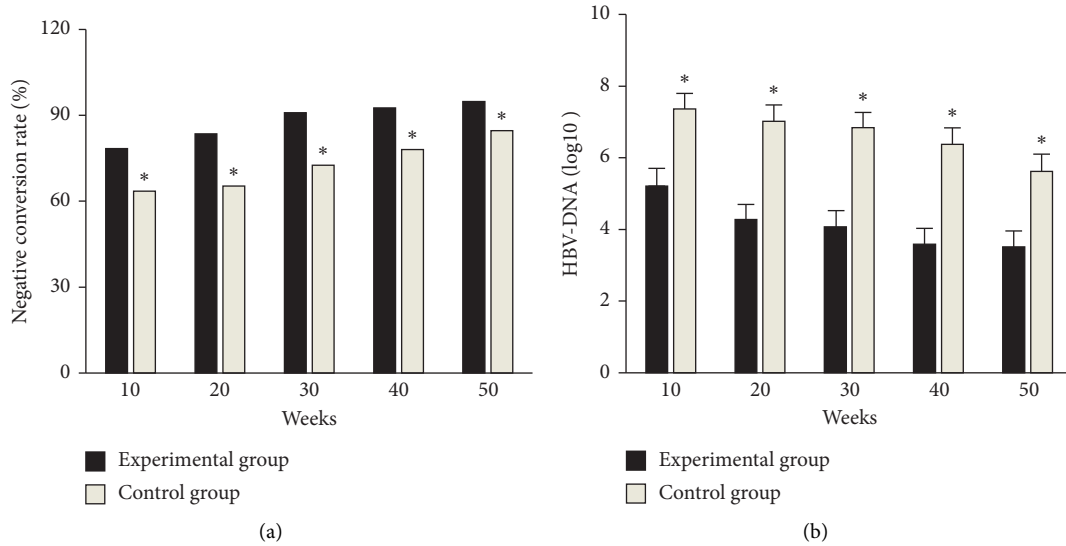 120
90
60
30
0
Negative conversion rate (%)
*
*
*
*
*
10 20 30 40 50
Weeks
Experimental group
Control group
(a)
10
8
6
4
2
0
HBV-DNA (log10 )
*
*
*
*
*
10 20 30 40 50
Weeks
Experimental group
Control group
(b)